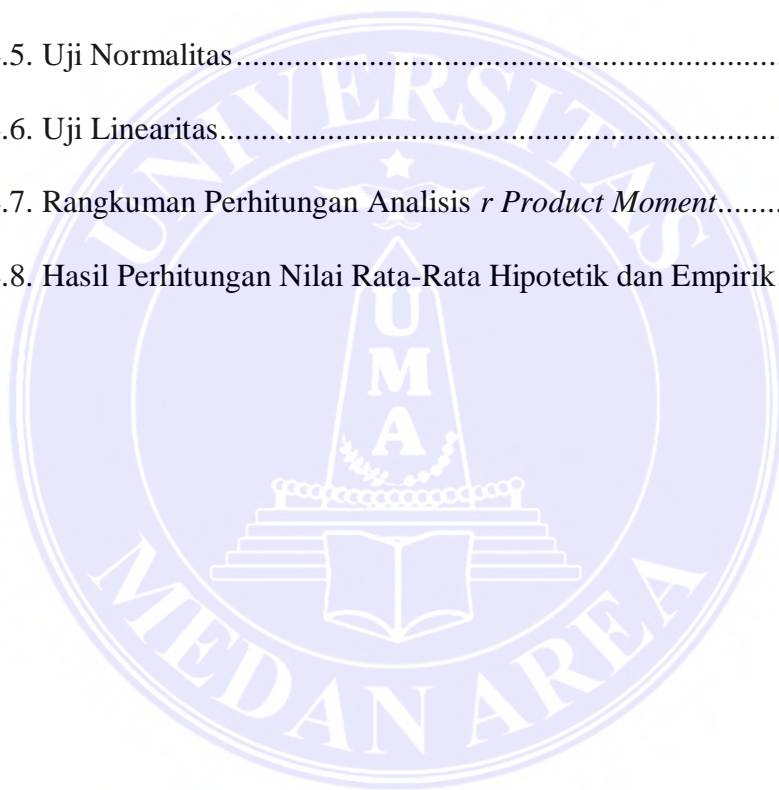 .5. Uji Normalitas............................................................
.6. Uji Linearitas..............................................................
.7. Rangkuman Perhitungan Analisis r Product Moment........
.8. Hasil Perhitungan Nilai Rata-Rata Hipotetik dan Empirik
UNIVERSITAS
UMA
MEDAN AREA